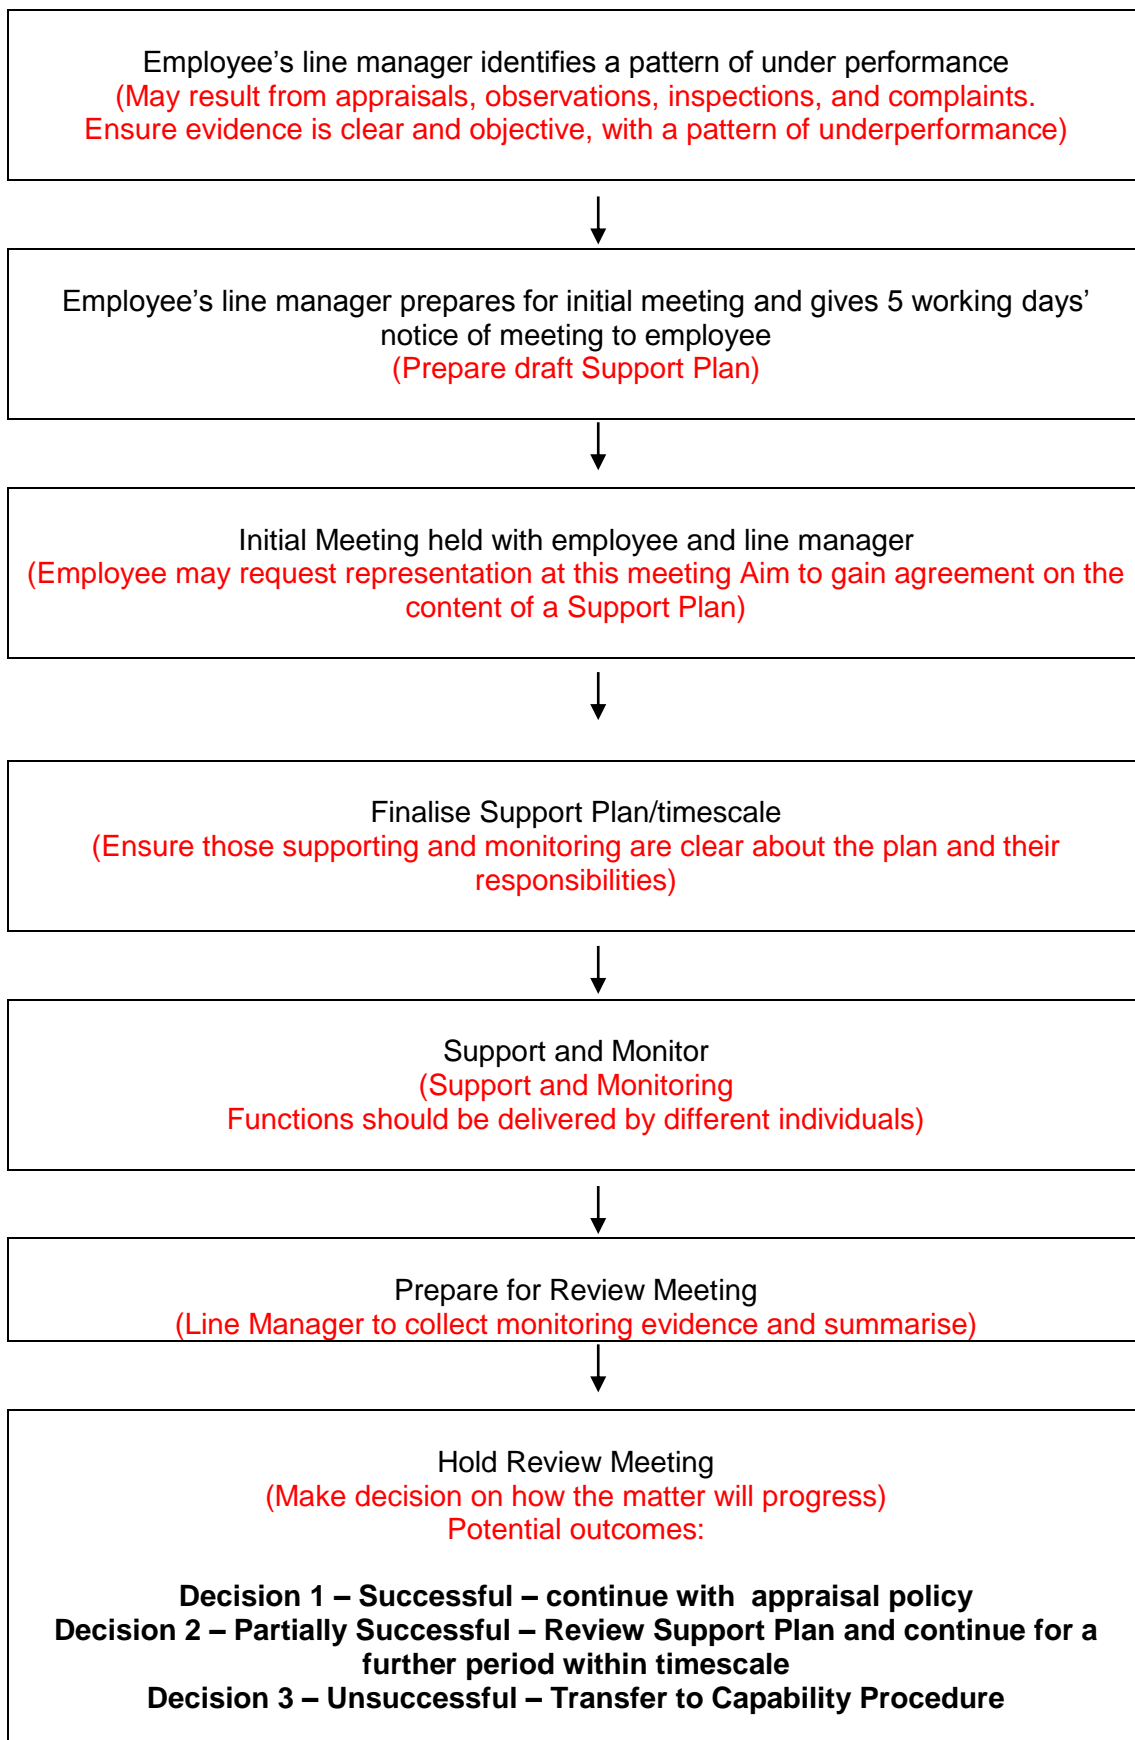 Employee’s line manager identifies a pattern of under performance
(May result from appraisals, observations, inspections, and complaints.
Ensure evidence is clear and objective, with a pattern of underperformance)
Employee’s line manager prepares for initial meeting and gives 5 working days’
notice of meeting to employee
(Prepare draft Support Plan)
Initial Meeting held with employee and line manager
(Employee may request representation at this meeting Aim to gain agreement on the
content of a Support Plan)
Finalise Support Plan/timescale
(Ensure those supporting and monitoring are clear about the plan and their
responsibilities)
Support and Monitor
(Support and Monitoring
Functions should be delivered by different individuals)
Prepare for Review Meeting
(Line Manager to collect monitoring evidence and summarise)
Hold Review Meeting
(Make decision on how the matter will progress)
Potential outcomes:
Decision 1 – Successful – continue with appraisal policy
Decision 2 – Partially Successful – Review Support Plan and continue for a
further period within timescale
Decision 3 – Unsuccessful – Transfer to Capability Procedure